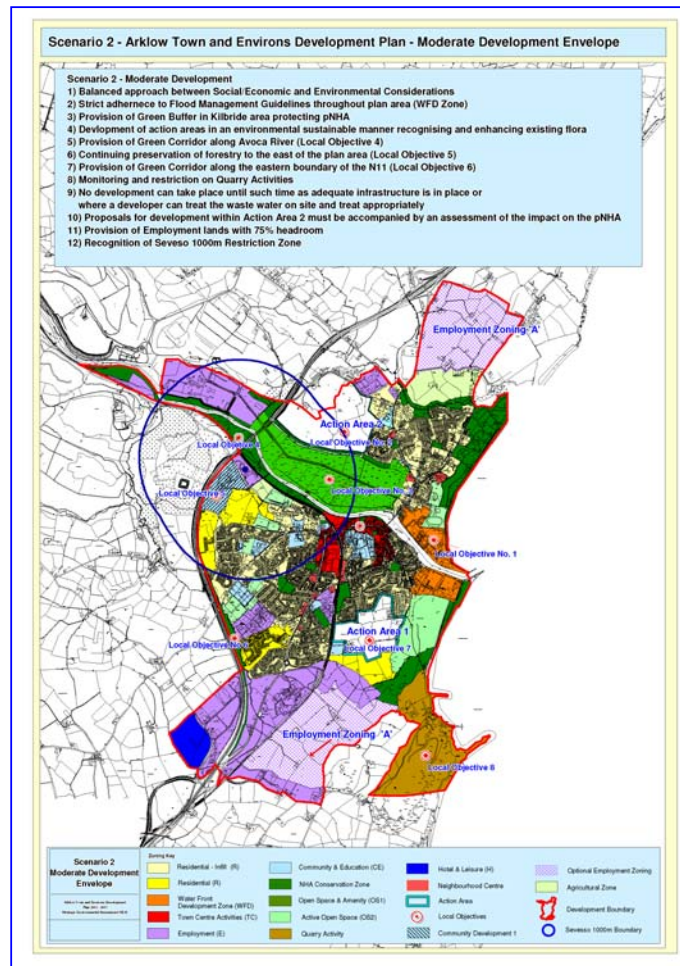 Scenario 2 - Arklow Town and Environs Development Plan - Moderate Development Envelope
Scenario 2 - Moderate Development
1) Balanced approach between Social/Economic and Environmental Considerations
2) Strict adhernece to Flood Management Guidelines throughout plan area (WFD Zone)
3) Provision of Green Buffer in Kilbride area protecting pNHA
4) Devlopment of action areas in an environmental sustainable manner recognising and enhancing existing flora
5) Provision of Green Corridor along Avoca River (Local Objective 4)
6) Continuing preservation of forestry to the east of the plan area (Local Objective 5)
7) Provision of Green Corridor along the eastern boundary of the N11 (Local Objective 6)
8) Monitoring and restriction on Quarry Activities
9) No development can take place until such time as adequate infrastructure is in place or
where a developer can treat the waste water on site and treat appropriately
10) Proposals for development within Action Area 2 must be accompanied by an assessment of the impact on the pNHA
11) Provision of Employment lands with 75% headroom
12) Recognition of Seveso 1000m Restriction Zone
Employment Zoning 'A'
Action Area 2
Local Objective No.
Local Objetive 4
Local Objective No.
Local Objective
Local Objective No. 1
Action Area 1
Local Objective No.
Local Objective 7
Employment Zoning 'A'
Local Objective 8
Scenario 2
Moderate Development
Envelope
Zoning Key
Residential - Infill (R)
Residential (R)
Water Front
Development Zone (WFD)
Town Centre Activities (TC)
Employment (E)
Community & Education (CE)
NHA Conservation Zone
Open Space & Amenity (OS1)
Active Open Space (OS2)
Quarry Activity
Hotel & Leisure (H)
Neighbourhood Centre
Action Area
Local Objectives
Community Development 1
Optional Employment Zoning
Agricultural Zone
Development Boundary
Sevesso 1000m Boundary